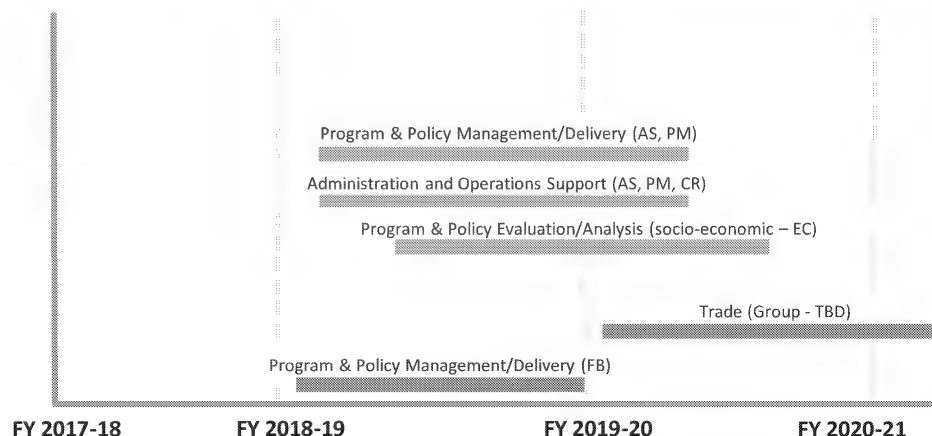 Program & Policy Management/Delivery (AS, PM)
Administration and Operations Support (AS, PM, CR)
Program & Policy Evaluation/Analysis (socio-economic – EC)
Trade (Group - TBD)
Program & Policy Management/Delivery (FB)
FY 2017-18 FY 2018-19 FY 2019-20 FY 2020-21